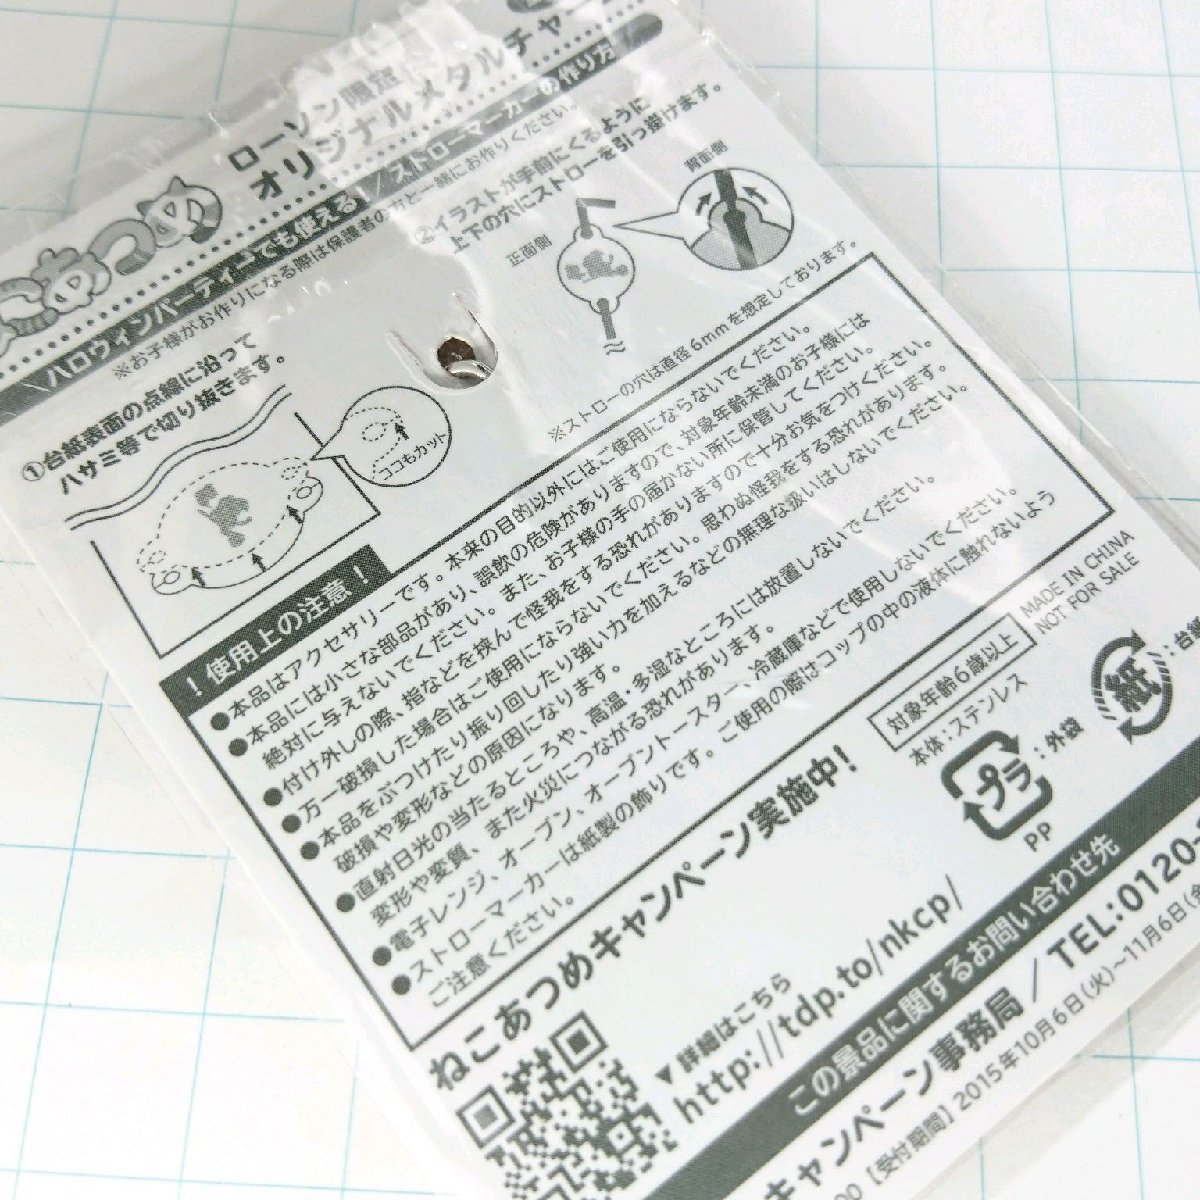 ねこあつめ
ローソン限定
オリジナルメタルチャーム
\ハロウィンパーティーでも使える!/ストローマーカーの作り方
※お子様がお作りになる際は保護者の方と一緒にお作りください。
①台紙表面の点線に沿って
ハサミ等で切り抜きます。
ココもカット
②イラストが手前にくるように
上下の穴にストローを引っ掛けます。
正面側
背面側
※ストローの穴は直径6mmを想定しております。
!使用上の注意!
●本品はアクセサリーです。本来の目的以外にはご使用にならないでください。
●本品には小さな部品があり、誤飲の危険がありますので、対象年齢未満のお子様には
絶対に与えないでください。また、お子様の手の届かない所に保管してください。
●付け外しの際、指などを挟んで怪我をする恐れがありますので十分お気をつけください。
●万一破損した場合はご使用にならないでください。思わぬ怪我をする恐れがあります。
●本品をぶつけたり振り回したり強い力を加えるなどの無理な扱いはしないでください。
破損や変形などの原因になります。
●直射日光の当たるところや、高温・多湿なところには放置しないでください。
変形や変質、また火災につながる恐れがあります。
●電子レンジ、オーブン、オーブントースター、冷蔵庫などで使用しないでください。
●ストローマーカーは紙製の飾りです。ご使用の際はコップの中の液体に触れないよう
ご注意ください。
MADE IN CHINA
NOT FOR SALE
対象年齢6歳以上
本体:ステンレス
プラ:外袋
PP
紙:台紙
ねこあつめキャンペーン実施中!
▼詳細はこちら
http://tdp.to/nkcp/
この景品に関するお問い合わせ先
キャンペーン事務局/TEL:0120-
00【受付期間】2015年10月6日(火)〜11月6日(金